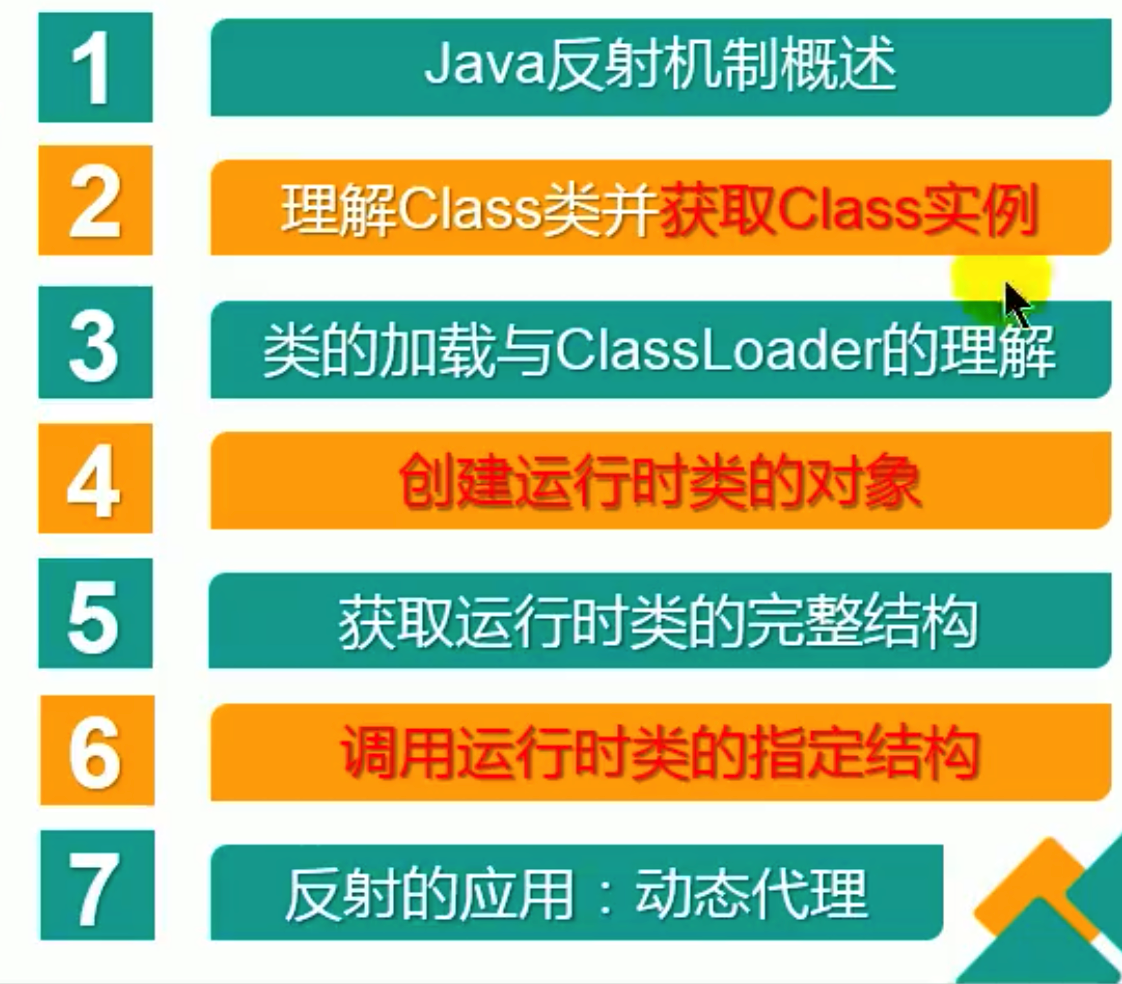 1 Java反射机制概述
2 理解Class类并获取Class实例
3 类的加载与ClassLoader的理解
4 创建运行时类的对象
5 获取运行时类的完整结构
6 调用运行时类的指定结构
7 反射的应用：动态代理